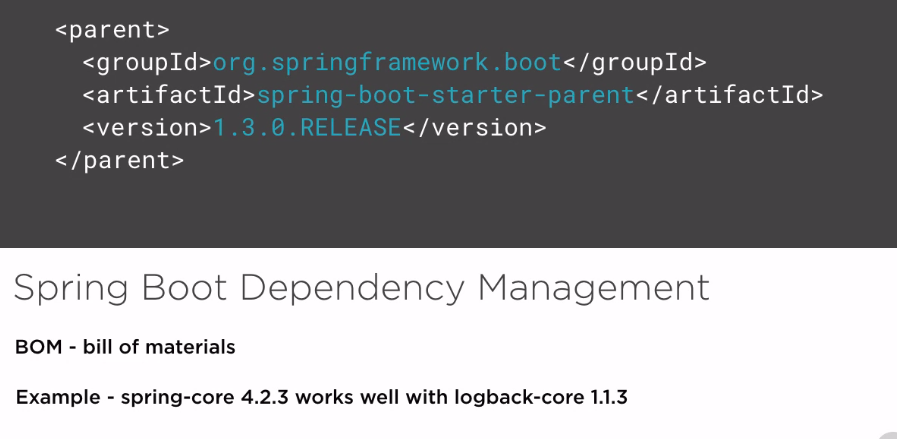 <parent>
<groupId>org.springframework.boot</groupId>
<artifactId>spring-boot-starter-parent</artifactId>
<version>1.3.0.RELEASE</version>
</parent>
Spring Boot Dependency Management
BOM - bill of materials
Example - spring-core 4.2.3 works well with logback-core 1.1.3